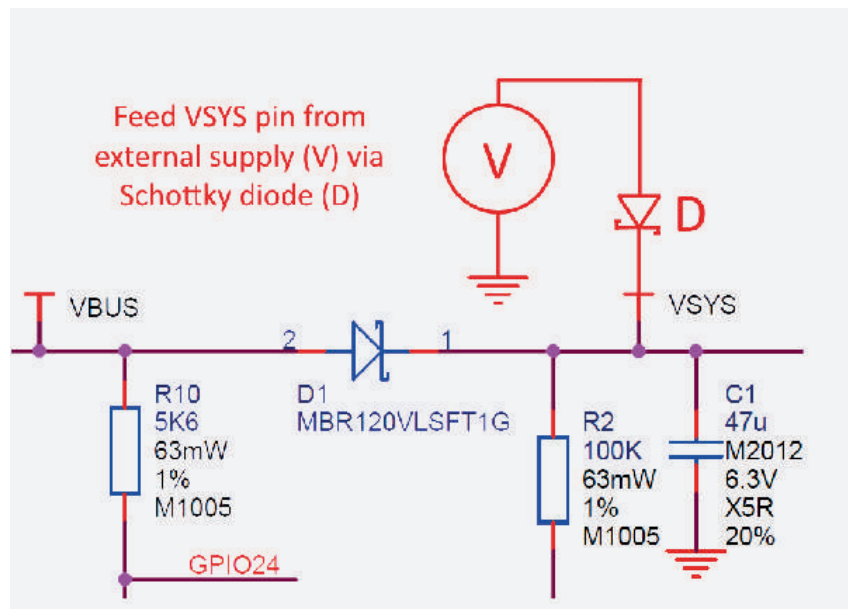 Feed VSYS pin from
external supply (V) via
Schottky diode (D)
V
D
VBUS
VSYS
2
1
R10
5K6
63mW
1%
M1005
D1
MBR120VLSFT1G
R2
100K
63mW
1%
M1005
C1
47u
M2012
6.3V
X5R
20%
GPIO24